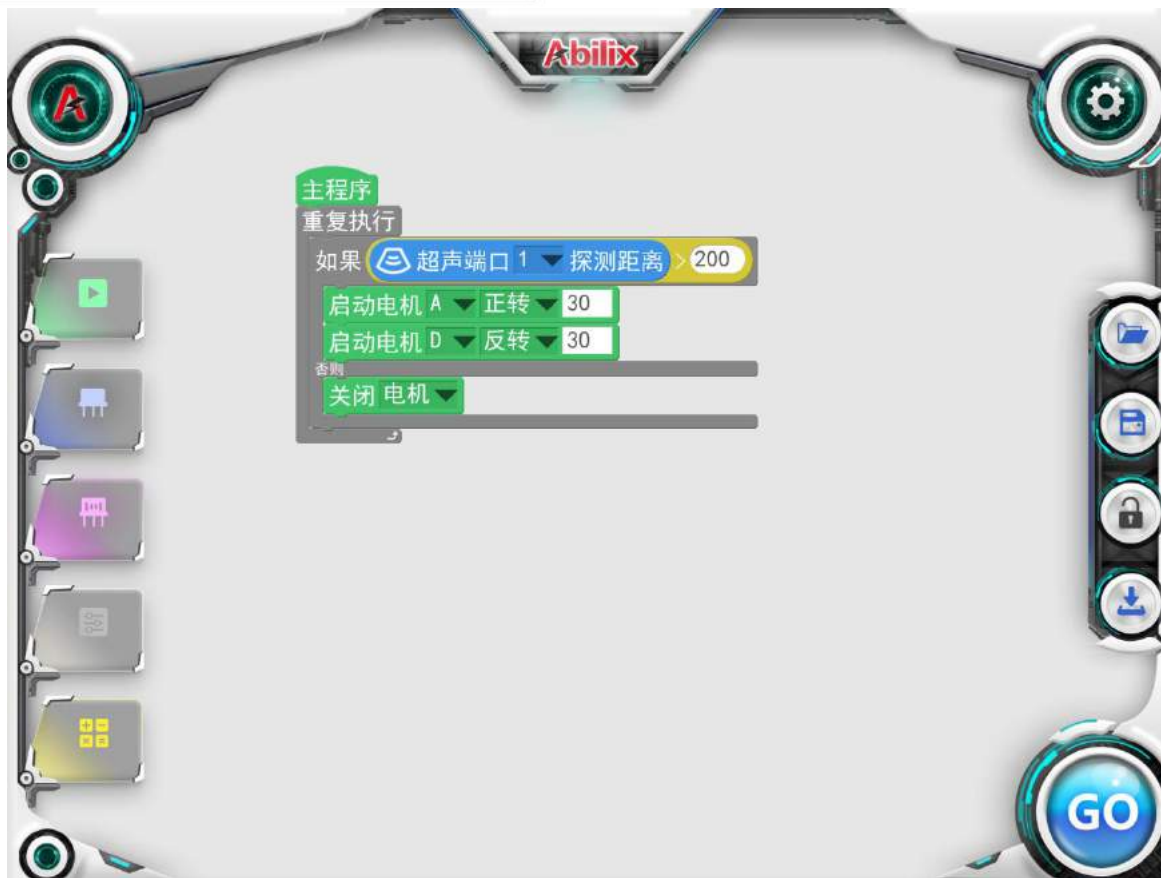 Abilix
A
主程序
重复执行
如果 超声端口 1 探测距离 > 200
启动电机 A 正转 30
启动电机 D 反转 30
否则
关闭 电机
GO